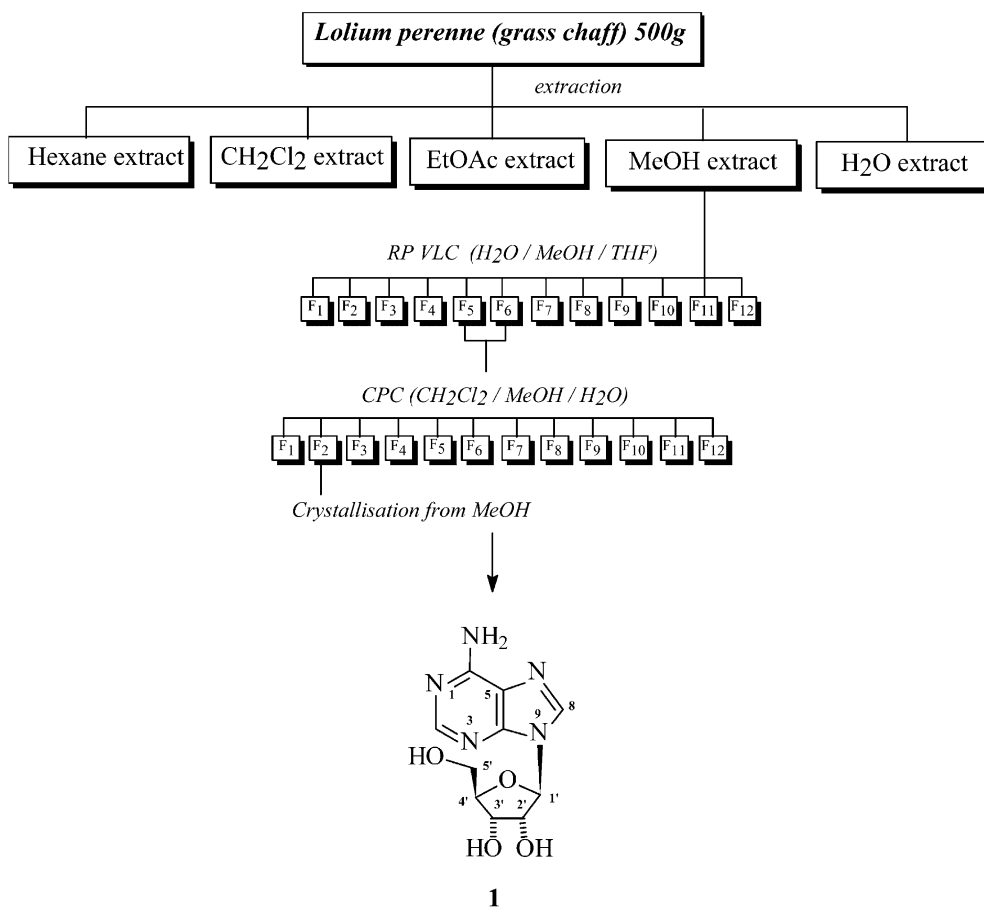 Lolium perenne (grass chaff) 500g
extraction
Hexane extract
CH2Cl2 extract
EtOAc extract
MeOH extract
H2O extract
RP VLC (H2O / MeOH / THF)
F1 F2 F3 F4 F5 F6 F7 F8 F9 F10 F11 F12
CPC (CH2Cl2 / MeOH / H2O)
F1 F2 F3 F4 F5 F6 F7 F8 F9 F10 F11 F12
Crystallisation from MeOH
NH2
N 1 5 N
3 N 9 N 8
HO 5' O
4' 3' 2' 1'
HO OH
1